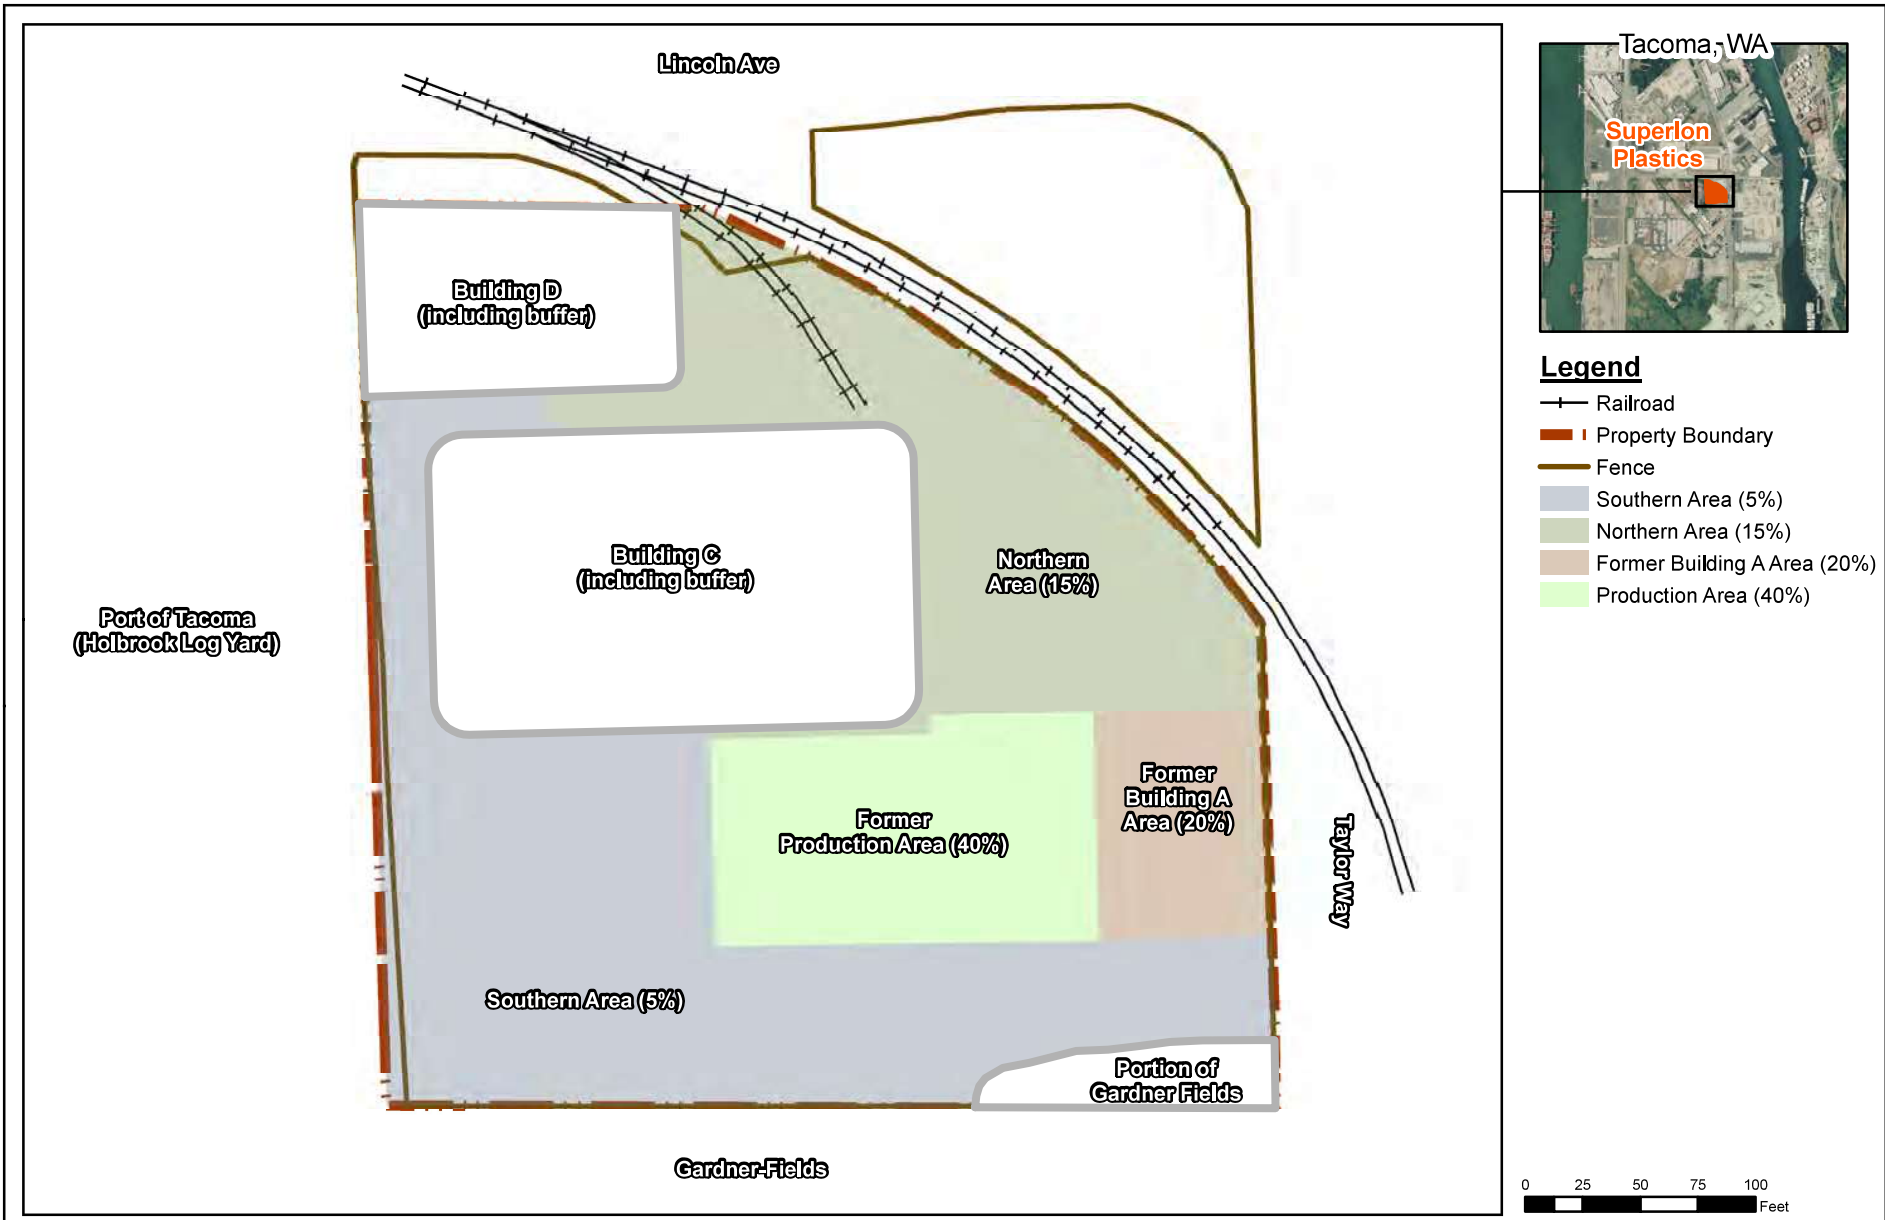 Lincoln Ave
Building D
(including buffer)
Building C
(including buffer)
Northern
Area (15%)
Port of Tacoma
(Holbrook Log Yard)
Former
Building A
Area (20%)
Former
Production Area (40%)
Taylor Way
Southern Area (5%)
Portion of
Gardner Fields
Gardner-Fields
Tacoma, WA
Superlon
Plastics
Legend
Railroad
Property Boundary
Fence
Southern Area (5%)
Northern Area (15%)
Former Building A Area (20%)
Production Area (40%)
0 25 50 75 100
Feet